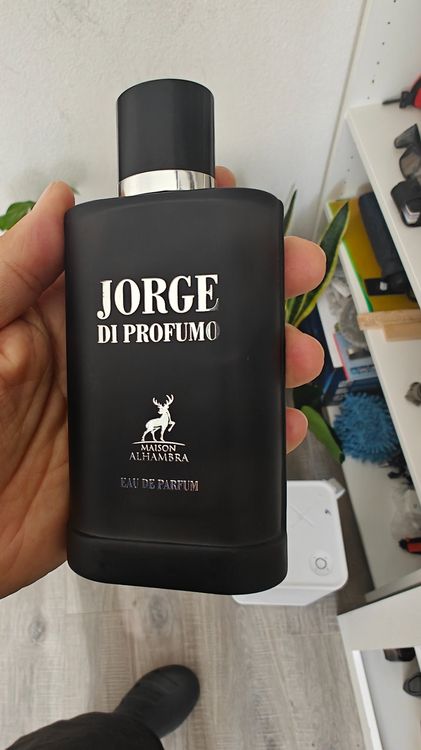 JORGE
DI PROFUMO
MAISON
ALHAMBRA
EAU DE PARFUM